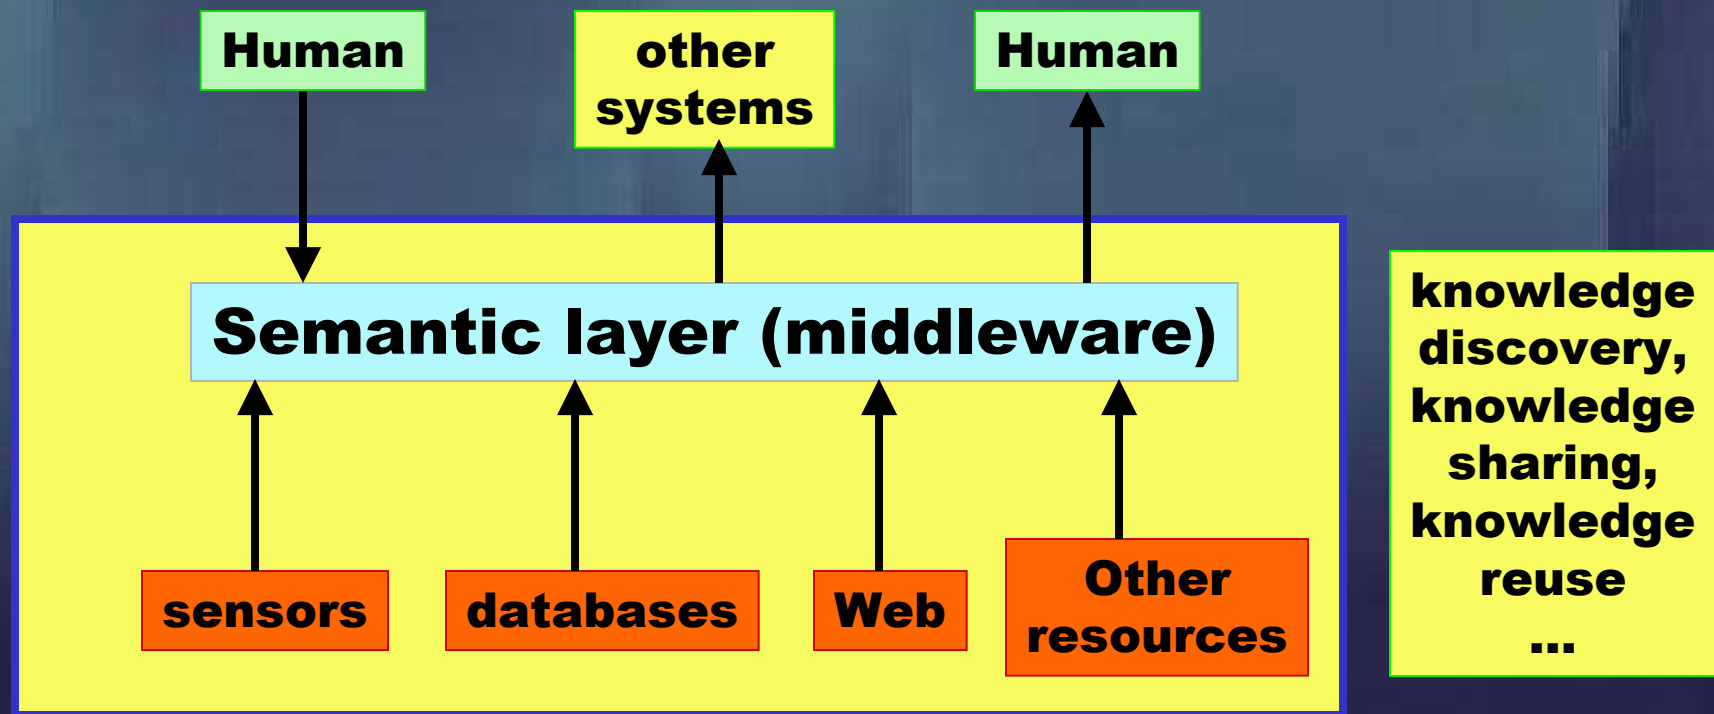 Human
other
systems
Human
Semantic layer (middleware)
sensors
databases
Web
Other
resources
knowledge
discovery,
knowledge
sharing,
knowledge
reuse
...